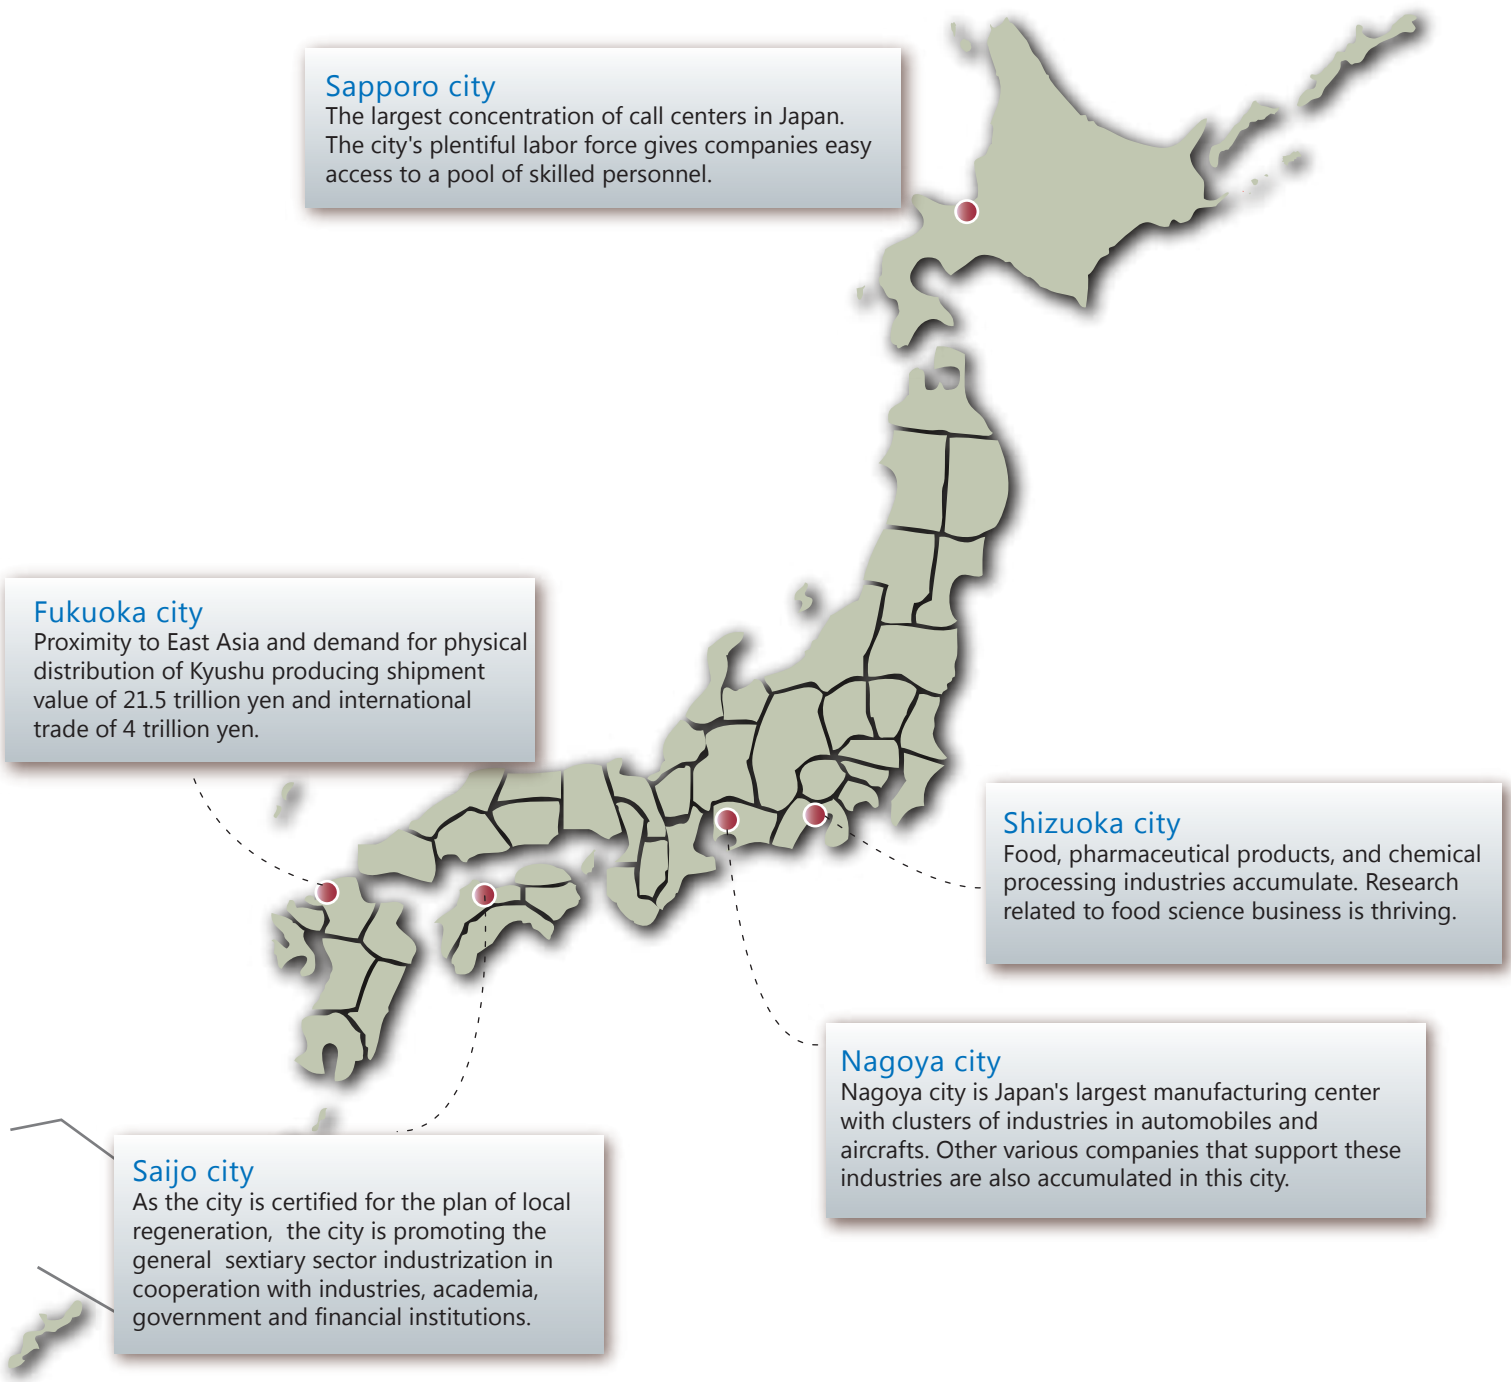 Sapporo city
The largest concentration of call centers in Japan.
The city's plentiful labor force gives companies easy
access to a pool of skilled personnel.
Fukuoka city
Proximity to East Asia and demand for physical
distribution of Kyushu producing shipment
value of 21.5 trillion yen and international
trade of 4 trillion yen.
Shizuoka city
Food, pharmaceutical products, and chemical
processing industries accumulate. Research
related to food science business is thriving.
Nagoya city
Nagoya city is Japan's largest manufacturing center
with clusters of industries in automobiles and
aircrafts. Other various companies that support these
industries are also accumulated in this city.
Saijo city
As the city is certified for the plan of local
regeneration,  the city is promoting the
general  sextiary sector industrization in
cooperation with industries, academia,
government and financial institutions.